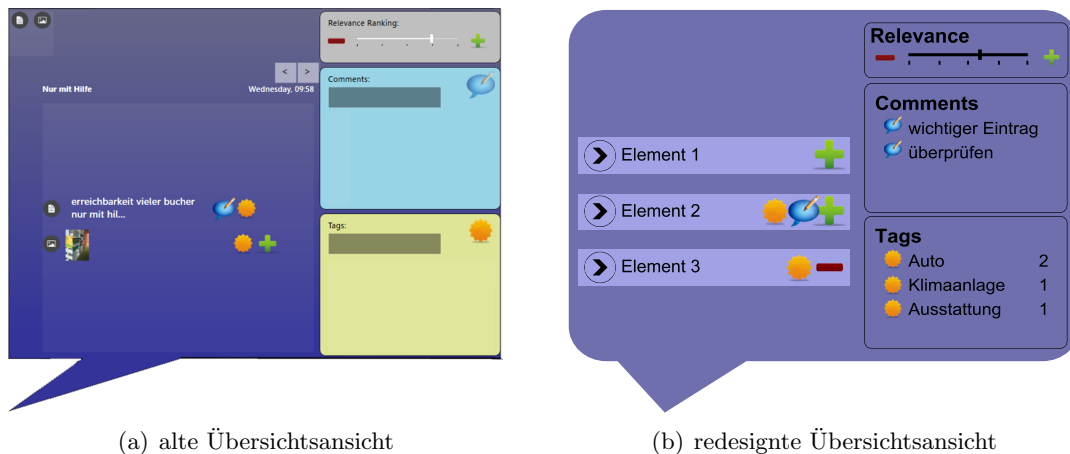 Relevance Ranking:
< >
Nur mit Hilfe Wednesday, 09:58
Comments:
erreichbarkeit vieler bucher
nur mit hil...
Tags:
(a) alte Übersichtsansicht
Relevance
Comments
wichtiger Eintrag
überprüfen
Element 1
Element 2
Element 3
Tags
Auto 2
Klimaanlage 1
Ausstattung 1
(b) redesignte Übersichtsansicht